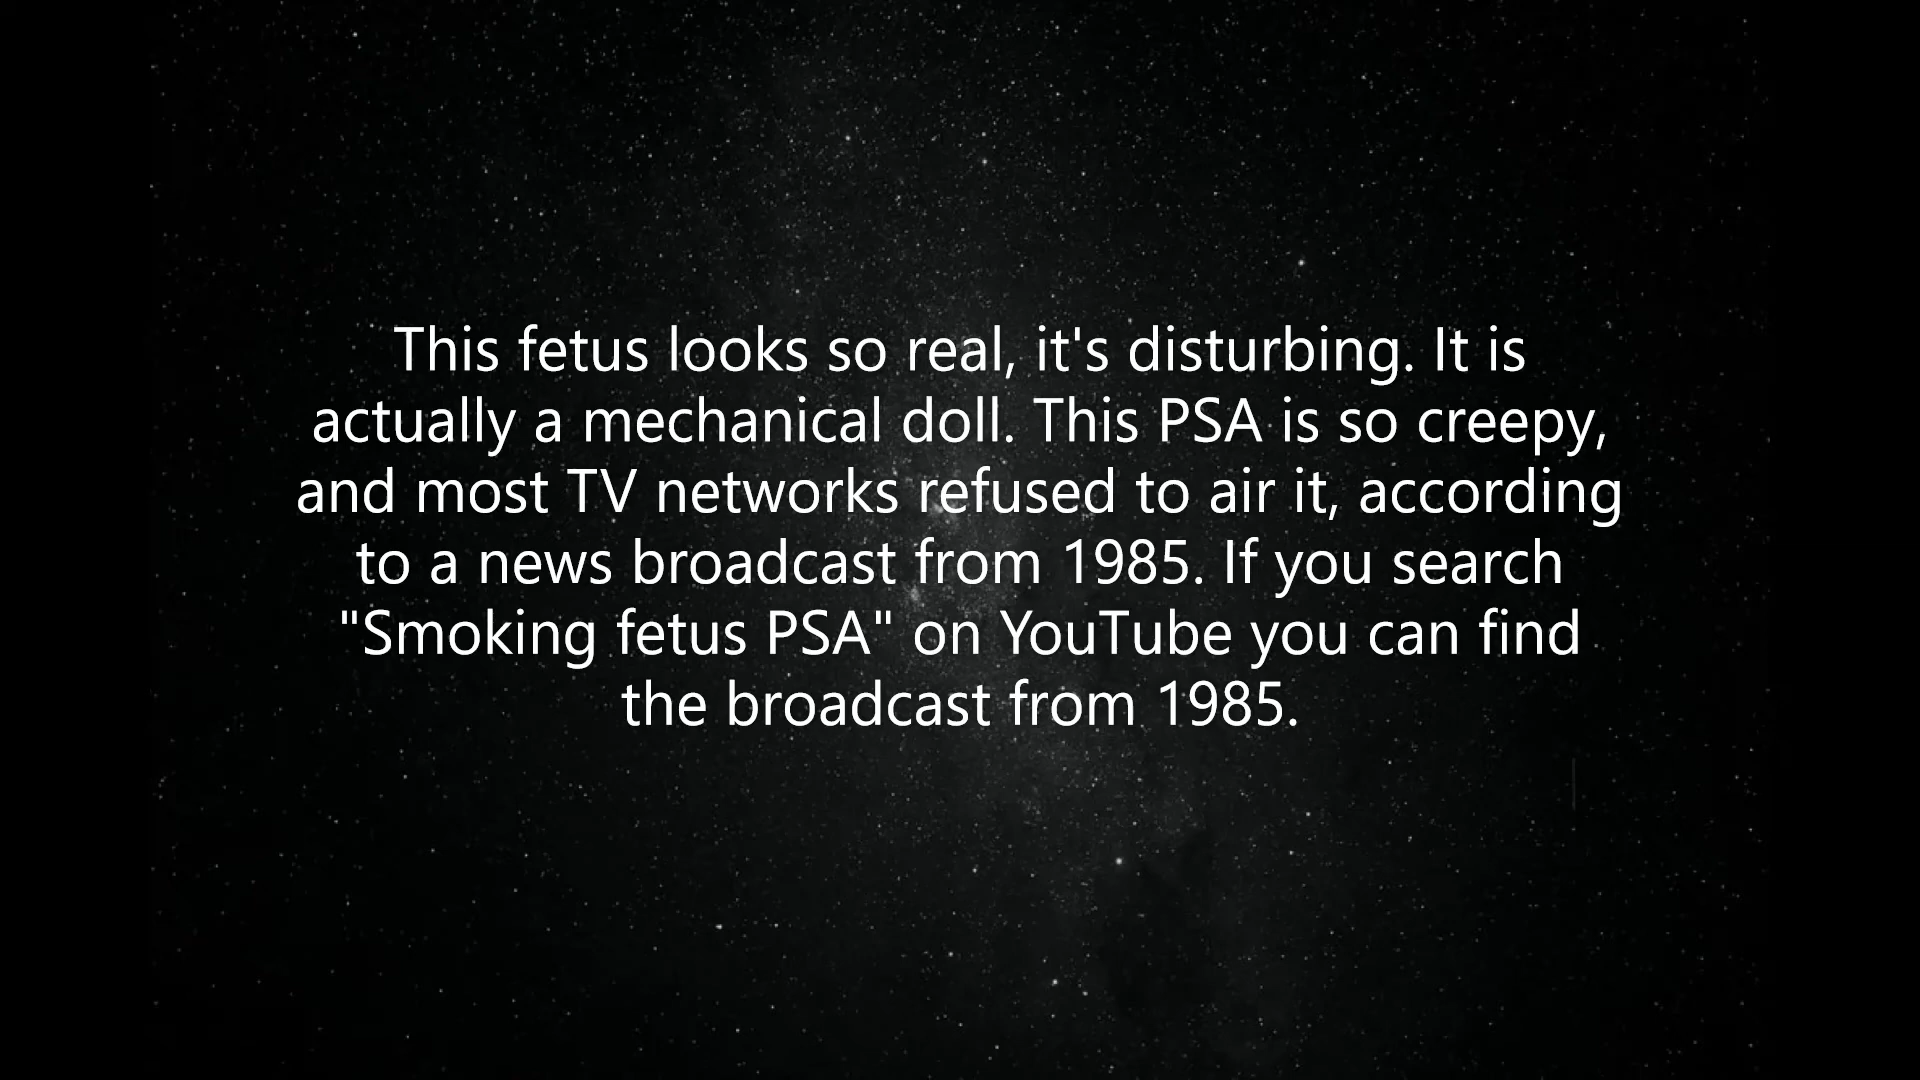 This fetus looks so real, it's disturbing. It is
actually a mechanical doll. This PSA is so creepy,
and most TV networks refused to air it, according
to a news broadcast from 1985. If you search
"Smoking fetus PSA" on YouTube you can find
the broadcast from 1985.